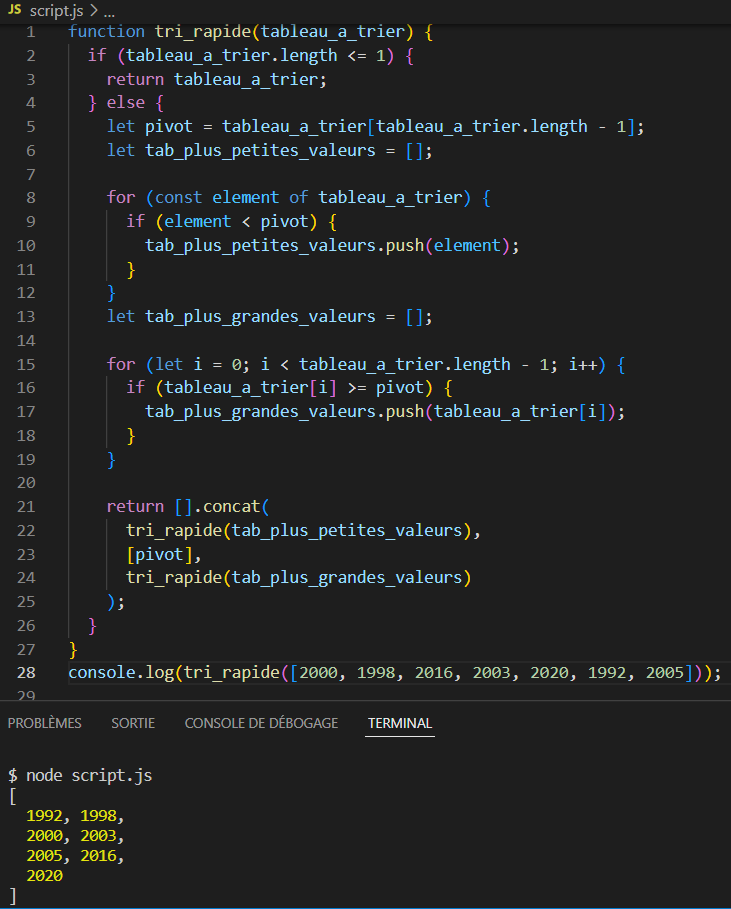 JS script.js > ...
1 function tri_rapide(tableau_a_trier) {
2 if (tableau_a_trier.length <= 1) {
3 return tableau_a_trier;
4 } else {
5 let pivot = tableau_a_trier[tableau_a_trier.length - 1];
6 let tab_plus_petites_valeurs = [];
7
8 for (const element of tableau_a_trier) {
9 if (element < pivot) {
10 tab_plus_petites_valeurs.push(element);
11 }
12 }
13 let tab_plus_grandes_valeurs = [];
14
15 for (let i = 0; i < tableau_a_trier.length - 1; i++) {
16 if (tableau_a_trier[i] >= pivot) {
17 tab_plus_grandes_valeurs.push(tableau_a_trier[i]);
18 }
19 }
20
21 return [].concat(
22 tri_rapide(tab_plus_petites_valeurs),
23 [pivot],
24 tri_rapide(tab_plus_grandes_valeurs)
25 );
26 }
27 }
28 console.log(tri_rapide([2000, 1998, 2016, 2003, 2020, 1992, 2005]));
29
PROBLÈMES SORTIE CONSOLE DE DÉBOGAGE TERMINAL
$ node script.js
[
1992, 1998,
2000, 2003,
2005, 2016,
2020
]